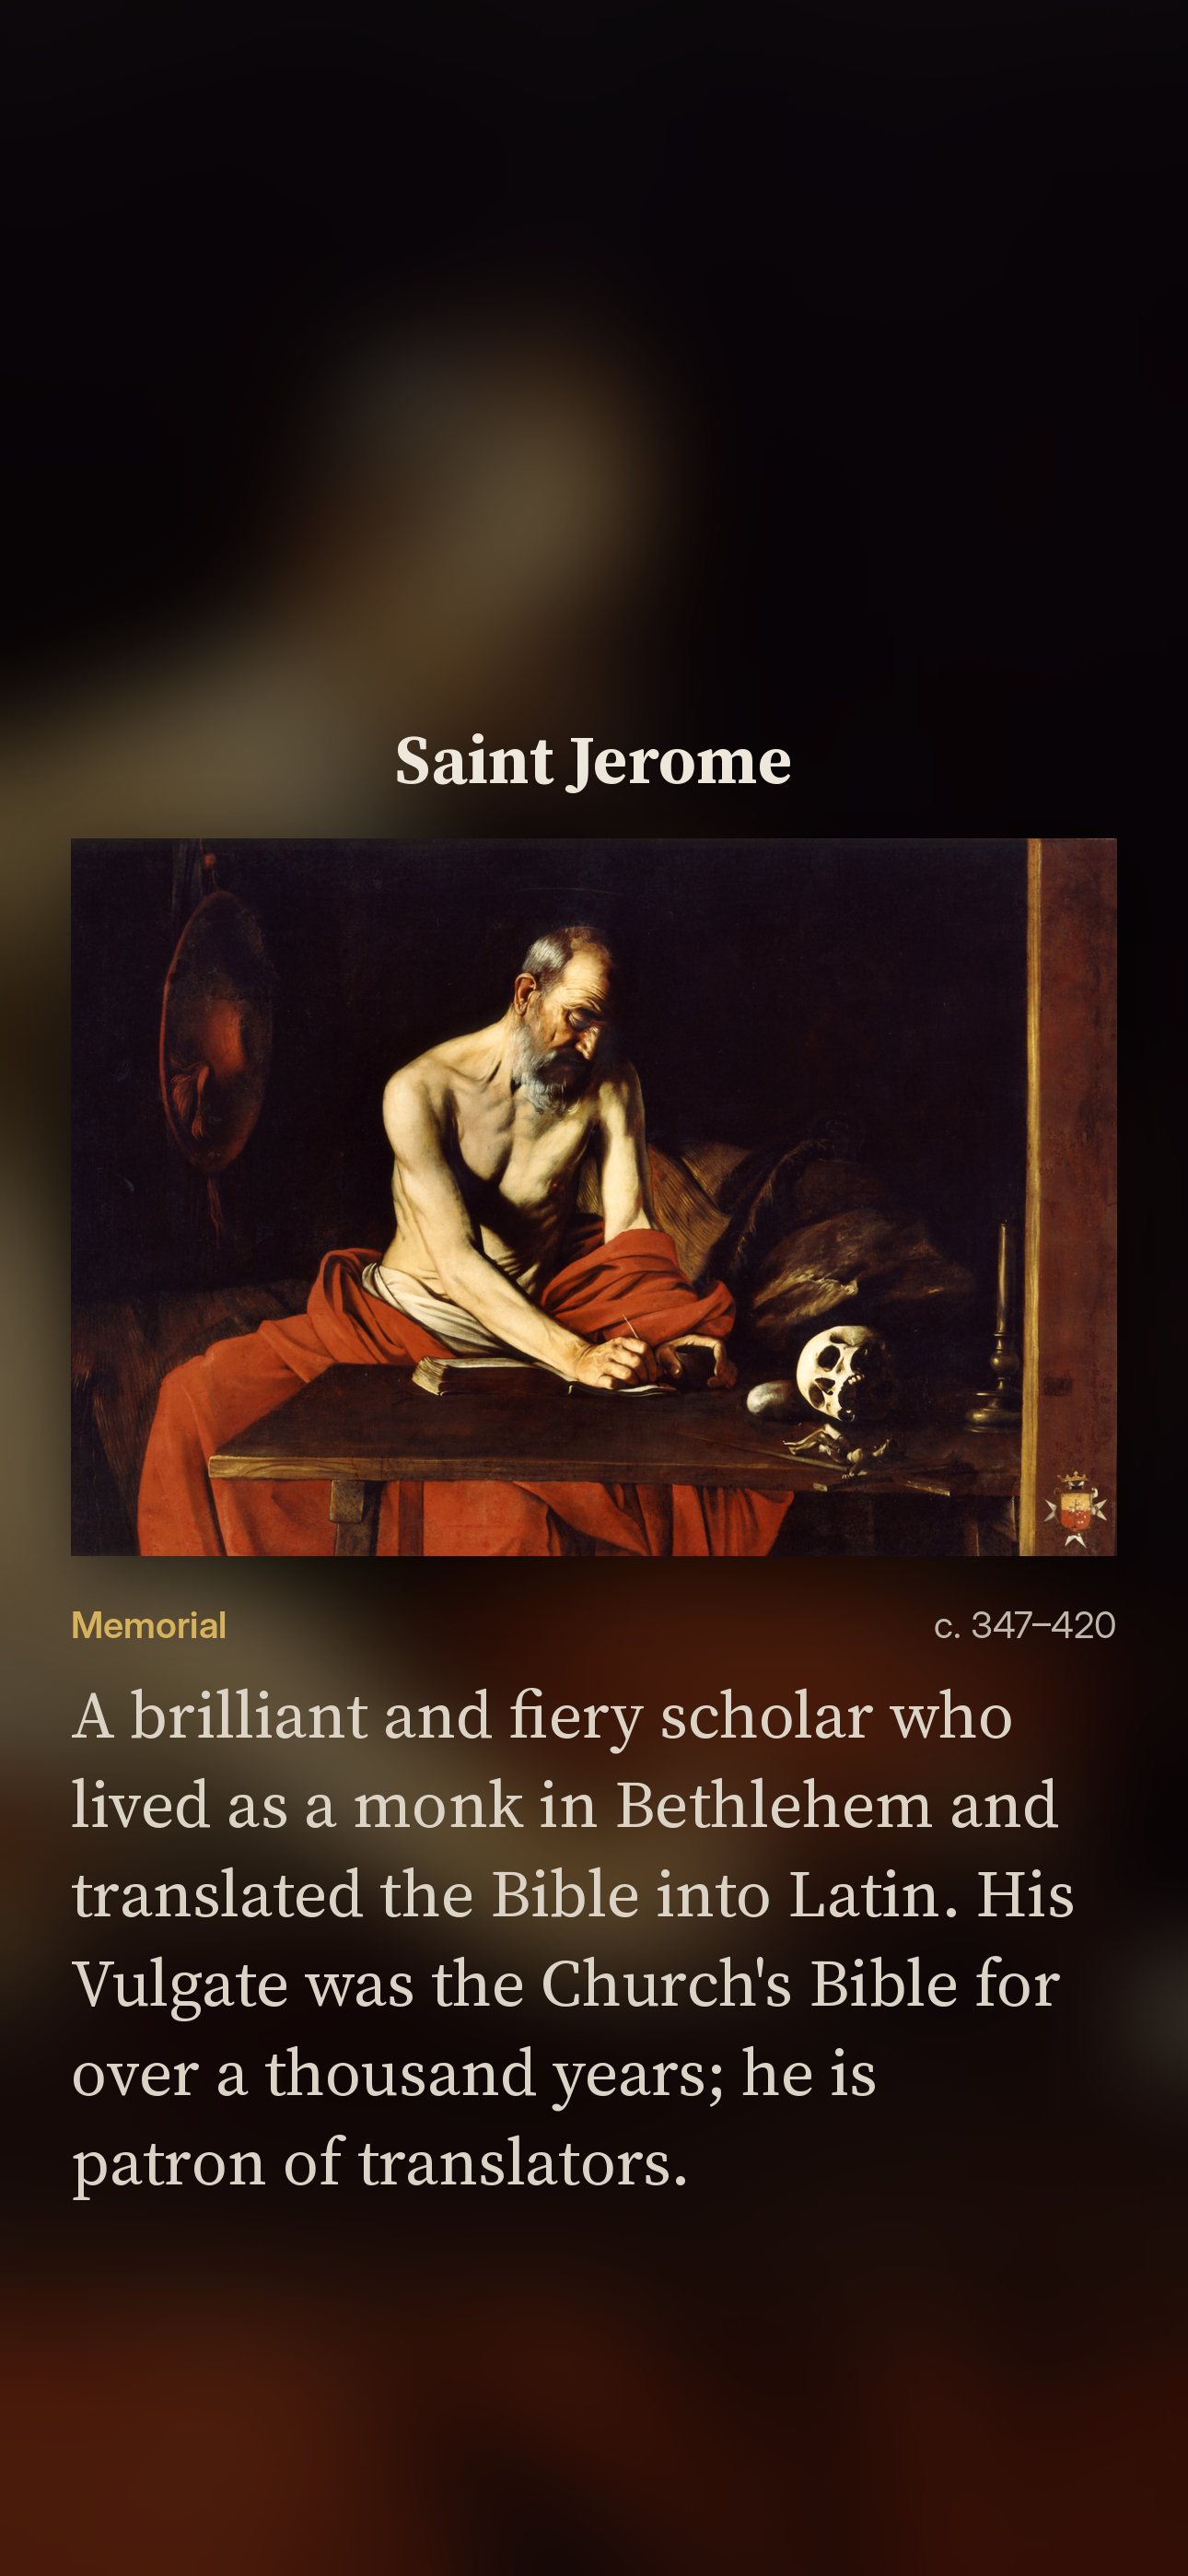 Saint Jerome
Memorial
c. 347–420
A brilliant and fiery scholar who
lived as a monk in Bethlehem and
translated the Bible into Latin. His
Vulgate was the Church's Bible for
over a thousand years; he is
patron of translators.